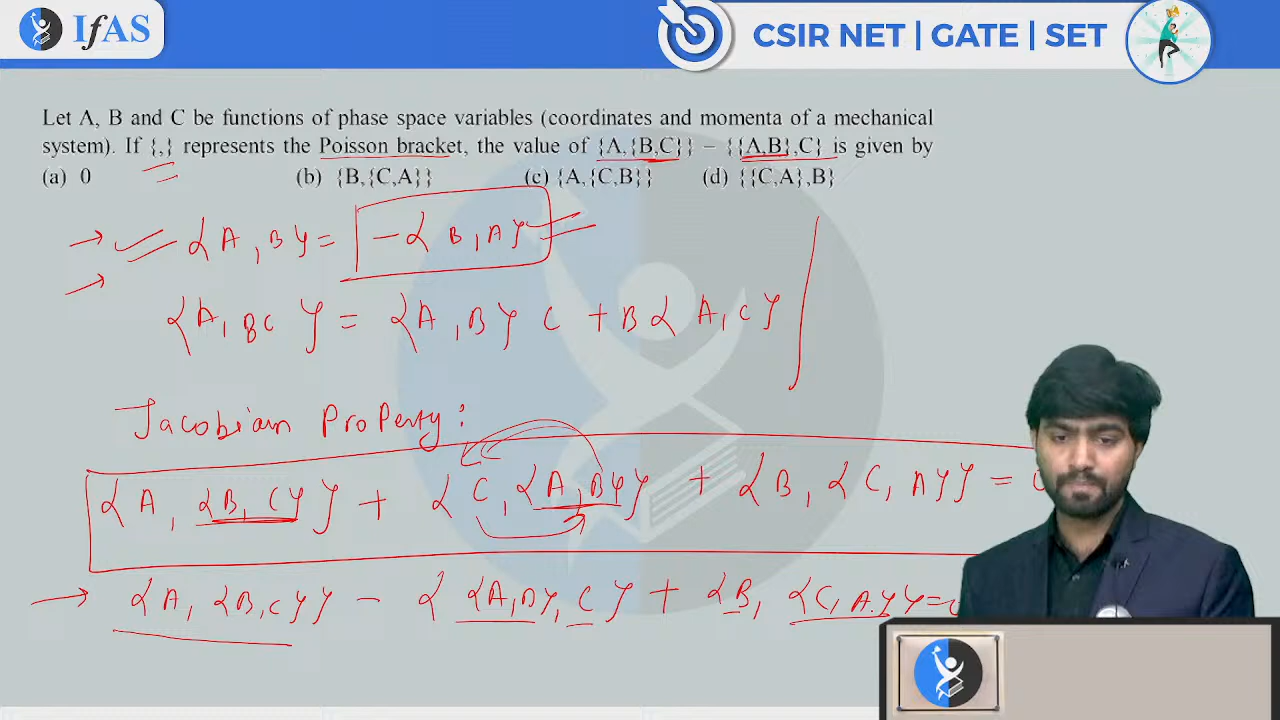 IfAS
CSIR NET | GATE | SET
Let A, B and C be functions of phase space variables (coordinates and momenta of a mechanical
system). If {,} represents the Poisson bracket, the value of {A,{B,C}} – {{A,B},C} is given by
(a) 0 (b) {B,{C,A}} (c) {A,{C,B}} (d) {{C,A},B}
→ {A, B} = −{B, A}
→
{A, BC} = {A, B} C + B {A, C}
Jacobian Property:
{A, {B, C}} + {C, {A, B}} + {B, {C, A}} = 0
→ {A, {B, C}} − {{A, B}, C} + {B, {C, A}} = 0